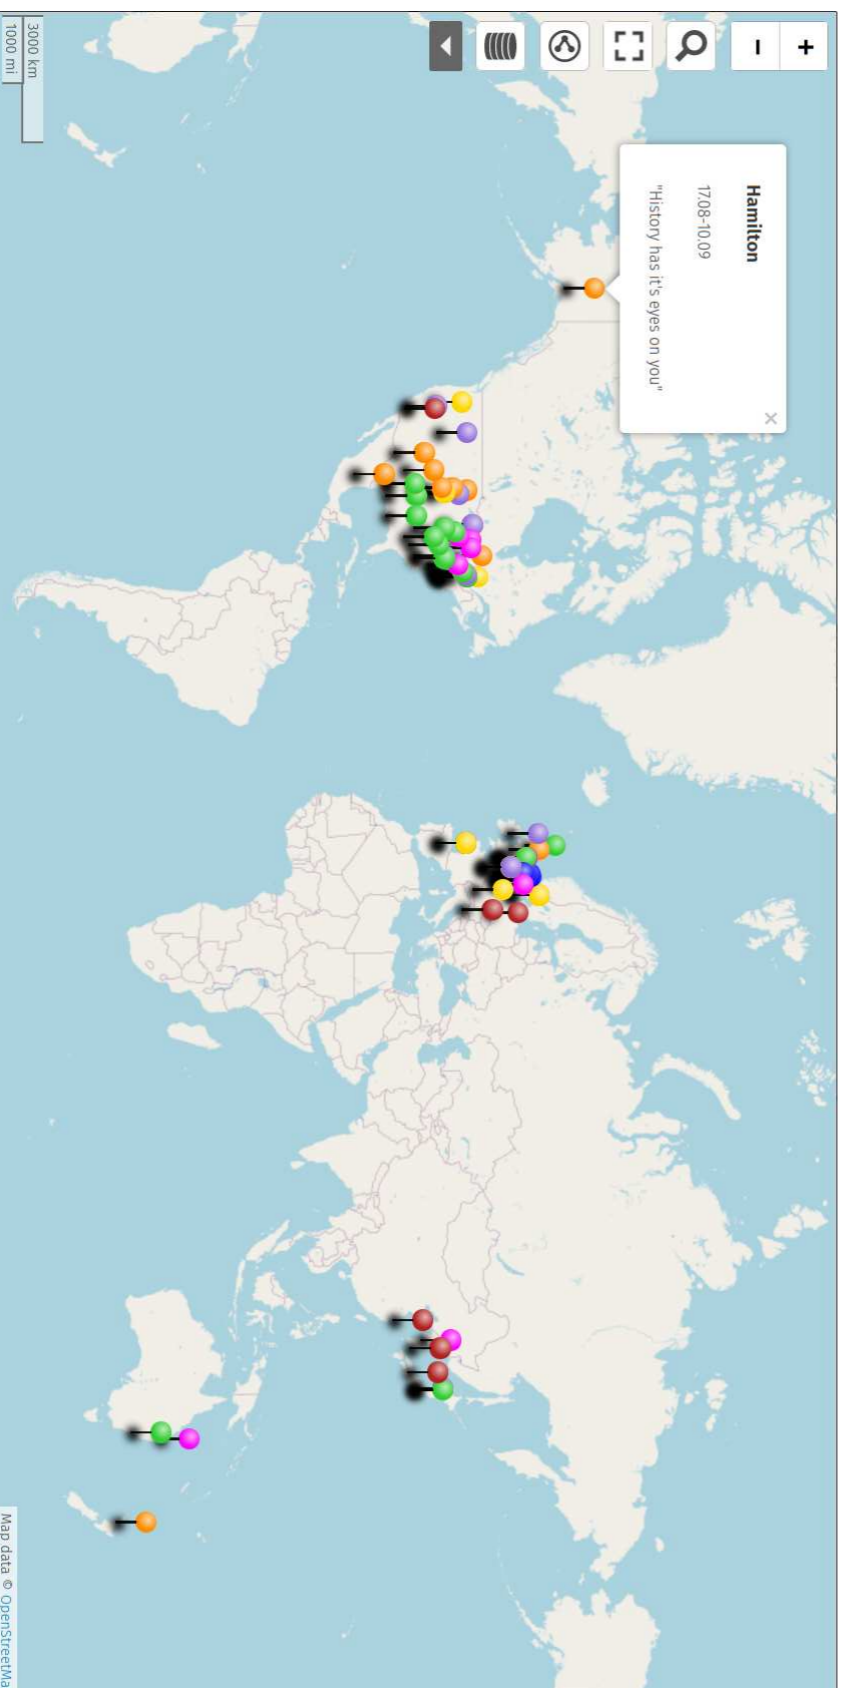 +
-
Hamilton
17.08-10.09
"History has it's eyes on you"
×
3000 km
1000 mi
Map data © OpenStreetMa